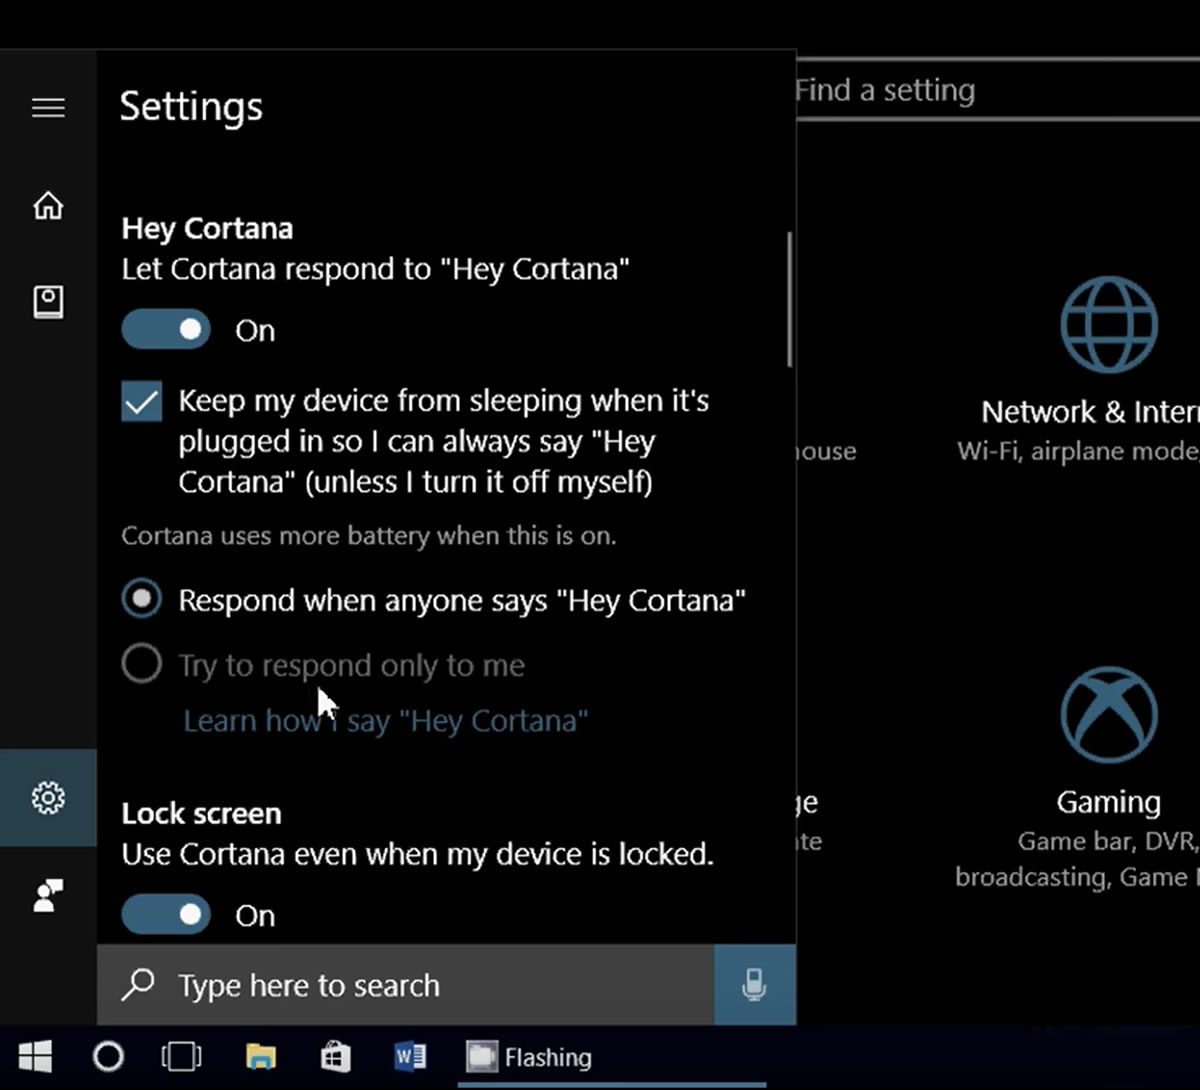 Settings
Find a setting
Hey Cortana
Let Cortana respond to "Hey Cortana"
On
Keep my device from sleeping when it's
plugged in so I can always say "Hey
Cortana" (unless I turn it off myself)
Cortana uses more battery when this is on.
Respond when anyone says "Hey Cortana"
Try to respond only to me
Learn how I say "Hey Cortana"
Lock screen
Use Cortana even when my device is locked.
On
Type here to search
Network &
Wi-Fi, airplane mode,
Gaming
Game bar, DVR,
broadcasting, Game
Flashing